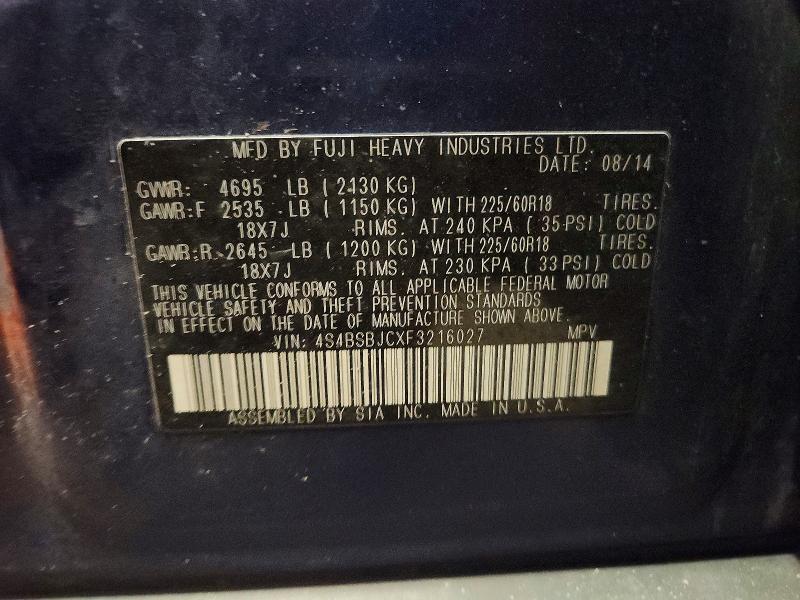 MFD BY FUJI HEAVY INDUSTRIES LTD.
DATE: 08/14
GVWR: 4695 LB (2130 KG)
GAWR:F 2535 LB (1150 KG) WITH 225/60R18 TIRES.
18X7J RIMS. AT 240 KPA (35 PSI) COLD
GAWR:R 2645 LB (1200 KG) WITH 225/60R18 TIRES.
18X7J RIMS. AT 230 KPA (33 PSI) COLD
THIS VEHICLE CONFORMS TO ALL APPLICABLE FEDERAL MOTOR
VEHICLE SAFETY AND THEFT PREVENTION STANDARDS
IN EFFECT ON THE DATE OF MANUFACTURE SHOWN ABOVE.
VIN: 4S4BSBJCXF3216027 MPV
ASSEMBLED BY SIA INC. MADE IN U.S.A.